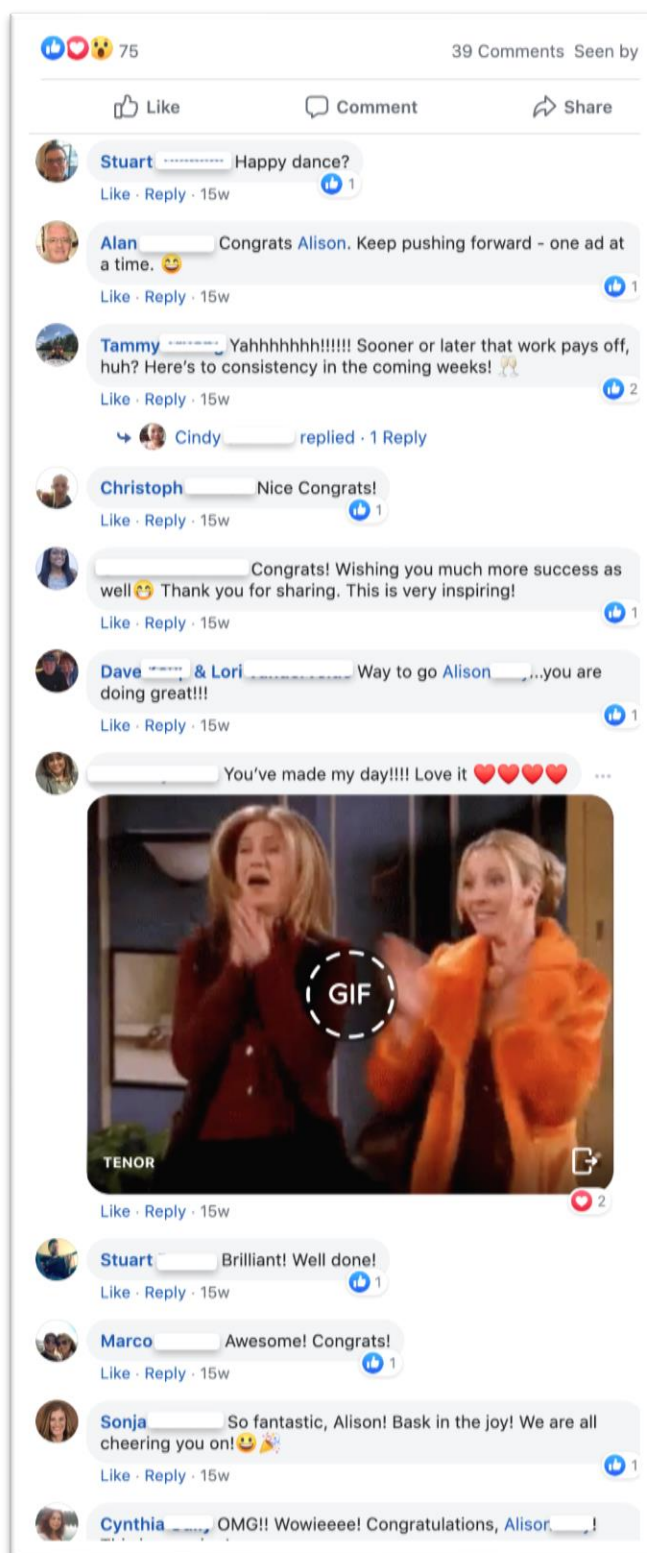 75
39 Comments Seen by
Like Comment Share
Stuart Happy dance?
1
Like · Reply · 15w
Alan Congrats Alison. Keep pushing forward - one ad at
a time. 😄
1
Like · Reply · 15w
Tammy Yahhhhhhh!!!!!! Sooner or later that work pays off,
huh? Here's to consistency in the coming weeks! 🥂
2
Like · Reply · 15w
Cindy replied · 1 Reply
Christoph Nice Congrats!
1
Like · Reply · 15w
Congrats! Wishing you much more success as
well😁 Thank you for sharing. This is very inspiring!
1
Like · Reply · 15w
Dave & Lori Way to go Alison ...you are
doing great!!!
1
Like · Reply · 15w
You've made my day!!!! Love it ❤️❤️❤️❤️ ...
GIF
TENOR
2
Like · Reply · 15w
Stuart Brilliant! Well done!
1
Like · Reply · 15w
Marco Awesome! Congrats!
1
Like · Reply · 15w
Sonja So fantastic, Alison! Bask in the joy! We are all
cheering you on!😃🎉
1
Like · Reply · 15w
Cynthia OMG!! Wowieeee! Congratulations, Alison !